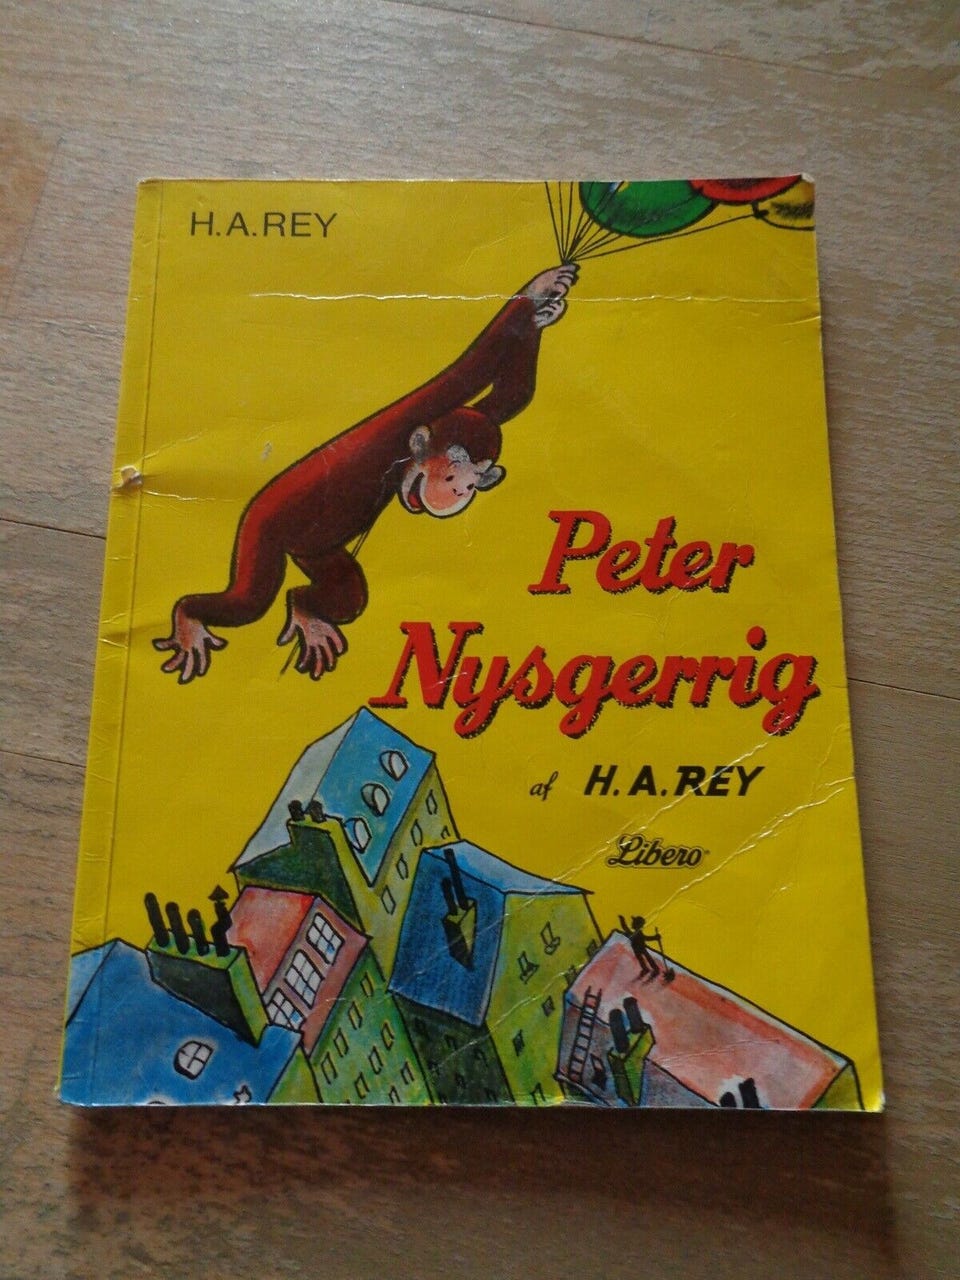 H.A.REY
Peter
Nysgerrig
af H.A.REY
Libero